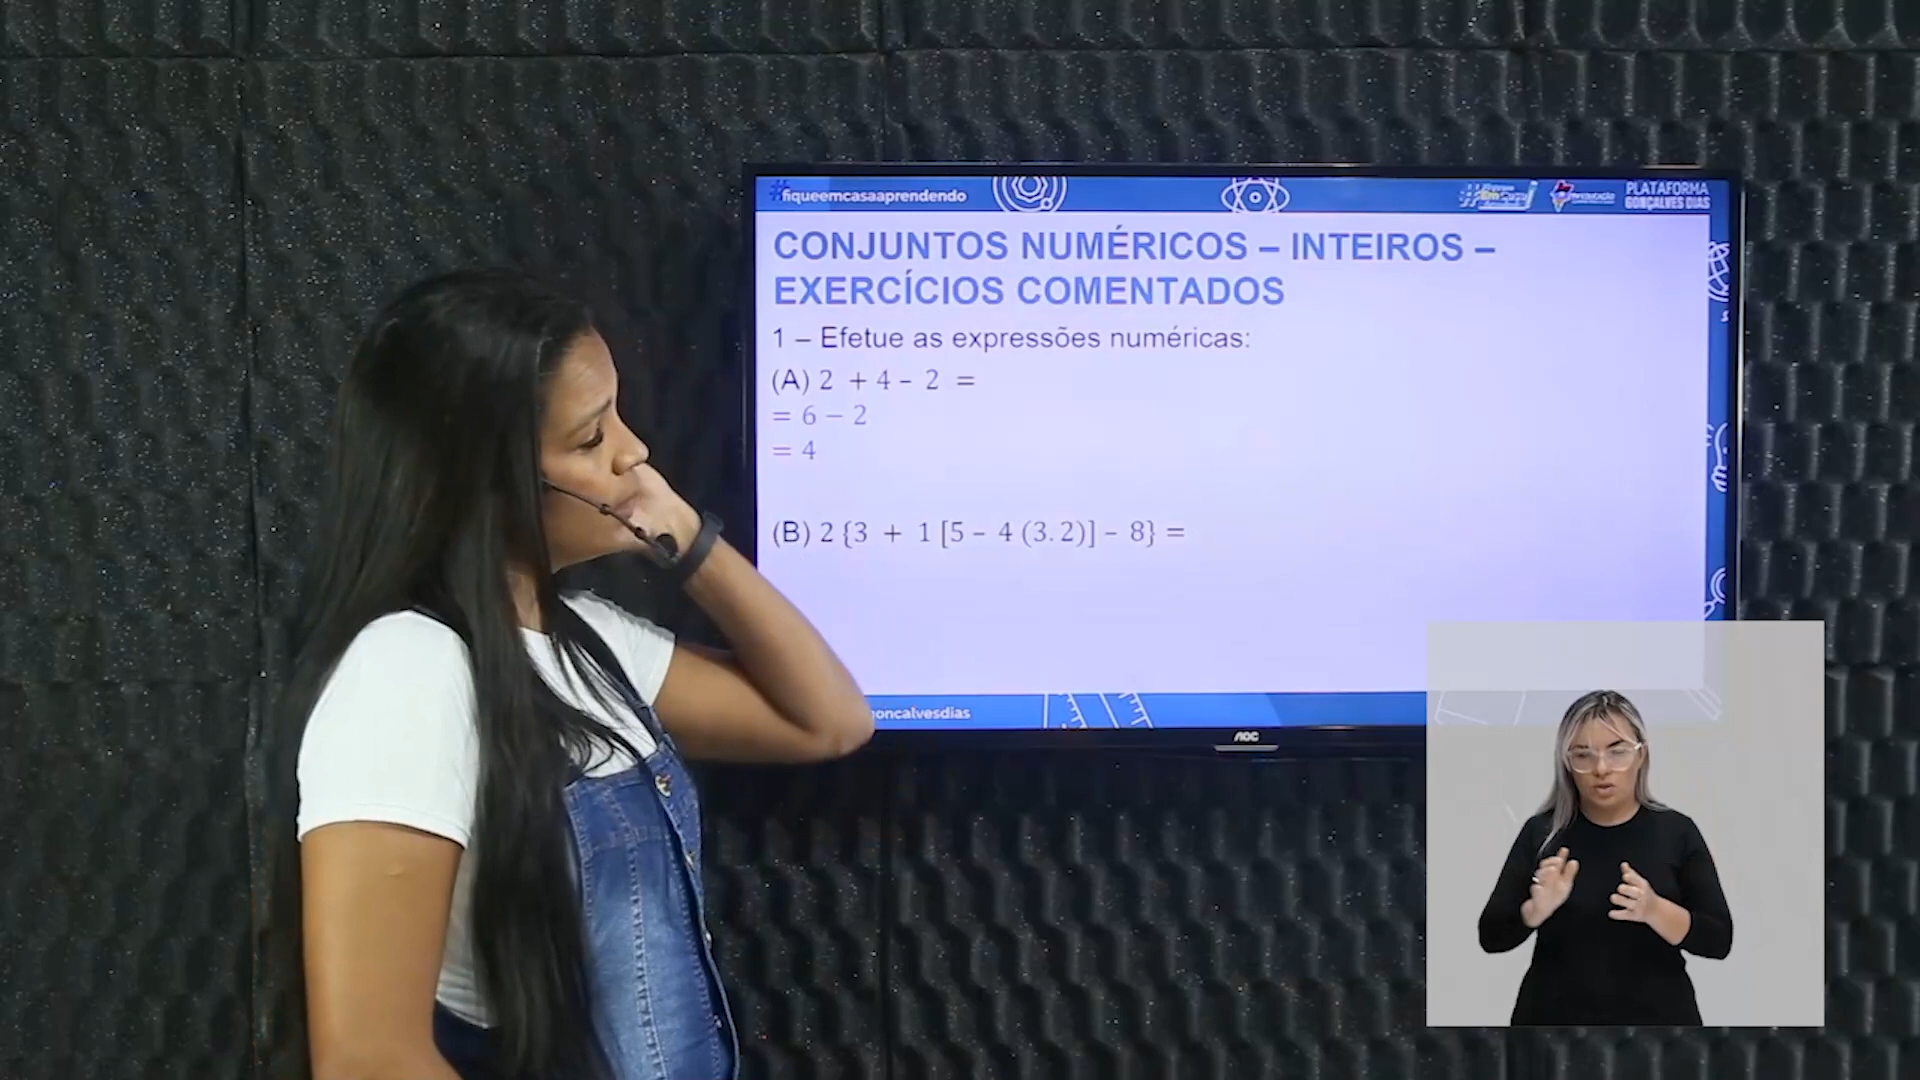 #fiqueemcasaaprendendo
PLATAFORMA
GONÇALVES DIAS
CONJUNTOS NUMÉRICOS – INTEIROS –
EXERCÍCIOS COMENTADOS
1 – Efetue as expressões numéricas:
(A) 2 + 4 – 2 =
= 6 – 2
= 4
(B) 2 {3 + 1 [5 – 4 (3. 2)] – 8} =
goncalvesdias
AOC